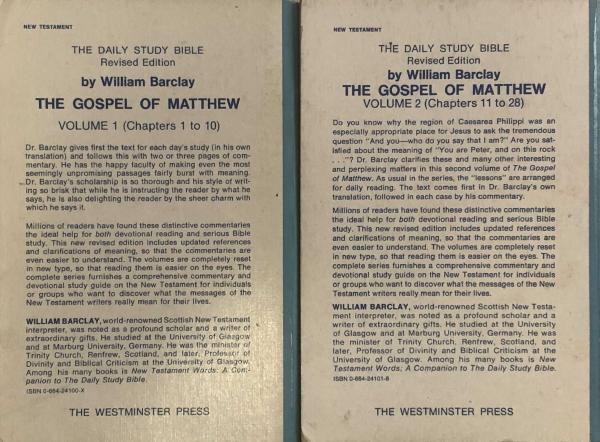 NEW TESTAMENT
THE DAILY STUDY BIBLE
Revised Edition
by William Barclay
THE GOSPEL OF MATTHEW
VOLUME 1 (Chapters 1 to 10)
Dr. Barclay gives first the text for each day's study (in his own
translation) and follows this with two or three pages of com-
mentary. He has the happy faculty of making even the most
seemingly unpromising passages fairly burst with meaning.
Dr. Barclay's scholarship is so thorough and his style of writ-
ing so brisk that while he is instructing the reader by what he
says, he is also delighting the reader by the sheer charm with
which he says it.
Millions of readers have found these distinctive commentaries
the ideal help for both devotional reading and serious Bible
study. This new revised edition includes updated references
and clarifications of meaning, so that the commentaries are
even easier to understand. The volumes are completely reset
in new type, so that reading them is easier on the eyes. The
complete series furnishes a comprehensive commentary and
devotional study guide on the New Testament for individuals
or groups who want to discover what the messages of the
New Testament writers really mean for their lives.
WILLIAM BARCLAY, world-renowned Scottish New Testament
interpreter, was noted as a profound scholar and a writer of
extraordinary gifts. He studied at the University of Glasgow
and at Marburg University, Germany. He was the minister of
Trinity Church, Renfrew, Scotland, and later, Professor of
Divinity and Biblical Criticism at the University of Glasgow.
Among his many books is New Testament Words: A Com-
panion to The Daily Study Bible.
ISBN 0-664-24100-X
THE WESTMINSTER PRESS
NEW TESTAMENT
THE DAILY STUDY BIBLE
Revised Edition
by William Barclay
THE GOSPEL OF MATTHEW
VOLUME 2 (Chapters 11 to 28)
Do you know why the region of Caesarea Philippi was an
especially appropriate place for Jesus to ask the tremendous
question "And you—who do you say that I am?" Are you sat-
isfied about the meaning of "You are Peter, and on this rock
. . ."? Dr. Barclay clarifies these and many other interesting
and perplexing matters in this second volume of The Gospel
of Matthew. As usual in the series, the "lessons" are arranged
for daily reading. The text comes first in Dr. Barclay's own
translation, followed in each case by his commentary.
Millions of readers have found these distinctive commentaries
the ideal help for both devotional reading and serious Bible
study. This new revised edition includes updated references
and clarifications of meaning, so that the commentaries are
even easier to understand. The volumes are completely reset
in new type, so that reading them is easier on the eyes. The
complete series furnishes a comprehensive commentary and
devotional study guide on the New Testament for individuals
or groups who want to discover what the messages of the New
Testament writers really mean for their lives.
WILLIAM BARCLAY, world-renowned Scottish New Testa-
ment interpreter, was noted as a profound scholar and a
writer of extraordinary gifts. He studied at the University
of Glasgow and at Marburg University, Germany. He was
the minister of Trinity Church, Renfrew, Scotland, and
later, Professor of Divinity and Biblical Criticism at the
University of Glasgow. Among his many books is New
Testament Words: A Companion to The Daily Study Bible.
ISBN 0-664-24101-8
THE WESTMINSTER PRESS